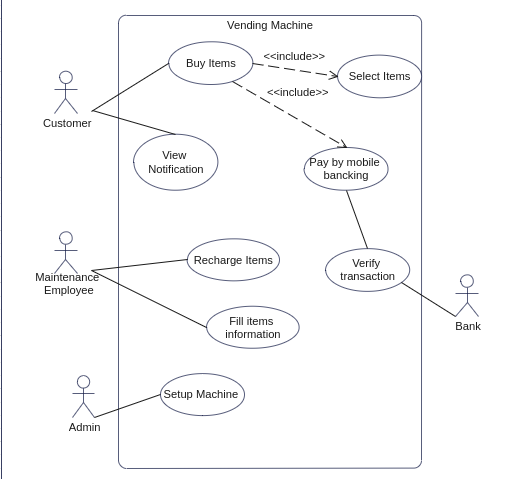 Vending Machine
<<include>>
Buy Items
Select Items
<<include>>
Customer
View
Notification
Pay by mobile
bancking
Recharge Items
Maintenance
Employee
Verify
transaction
Fill items
information
Bank
Setup Machine
Admin